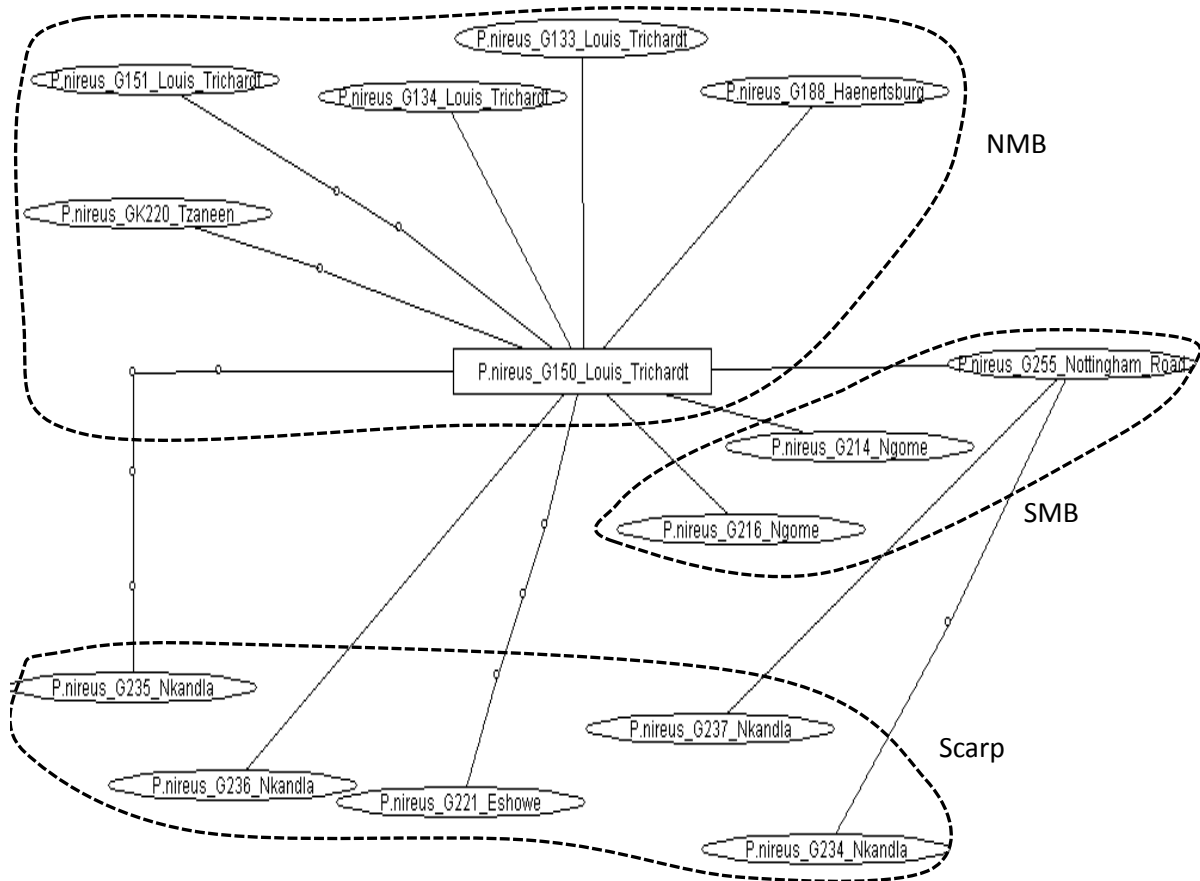 P.nireus_G133_Louis_Trichardt
P.nireus_G151_Louis_Trichardt
P.nireus_G134_Louis_Trichardt
P.nireus_G188_Haenertsburg
NMB
P.nireus_GK220_Tzaneen
P.nireus_G150_Louis_Trichardt
P.nireus_G255_Nottingham_Road
P.nireus_G214_Ngome
P.nireus_G216_Ngome
SMB
P.nireus_G235_Nkandla
P.nireus_G237_Nkandla
Scarp
P.nireus_G236_Nkandla
P.nireus_G221_Eshowe
P.nireus_G234_Nkandla